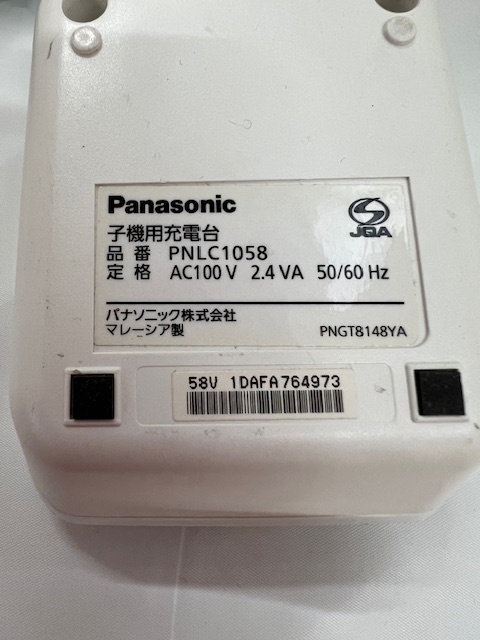 Panasonic
JQA
子機用充電台
品番 PNLC1058
定格 AC100V 2.4VA 50/60Hz
パナソニック株式会社
マレーシア製 PNGT8148YA
58V 1DAFA764973